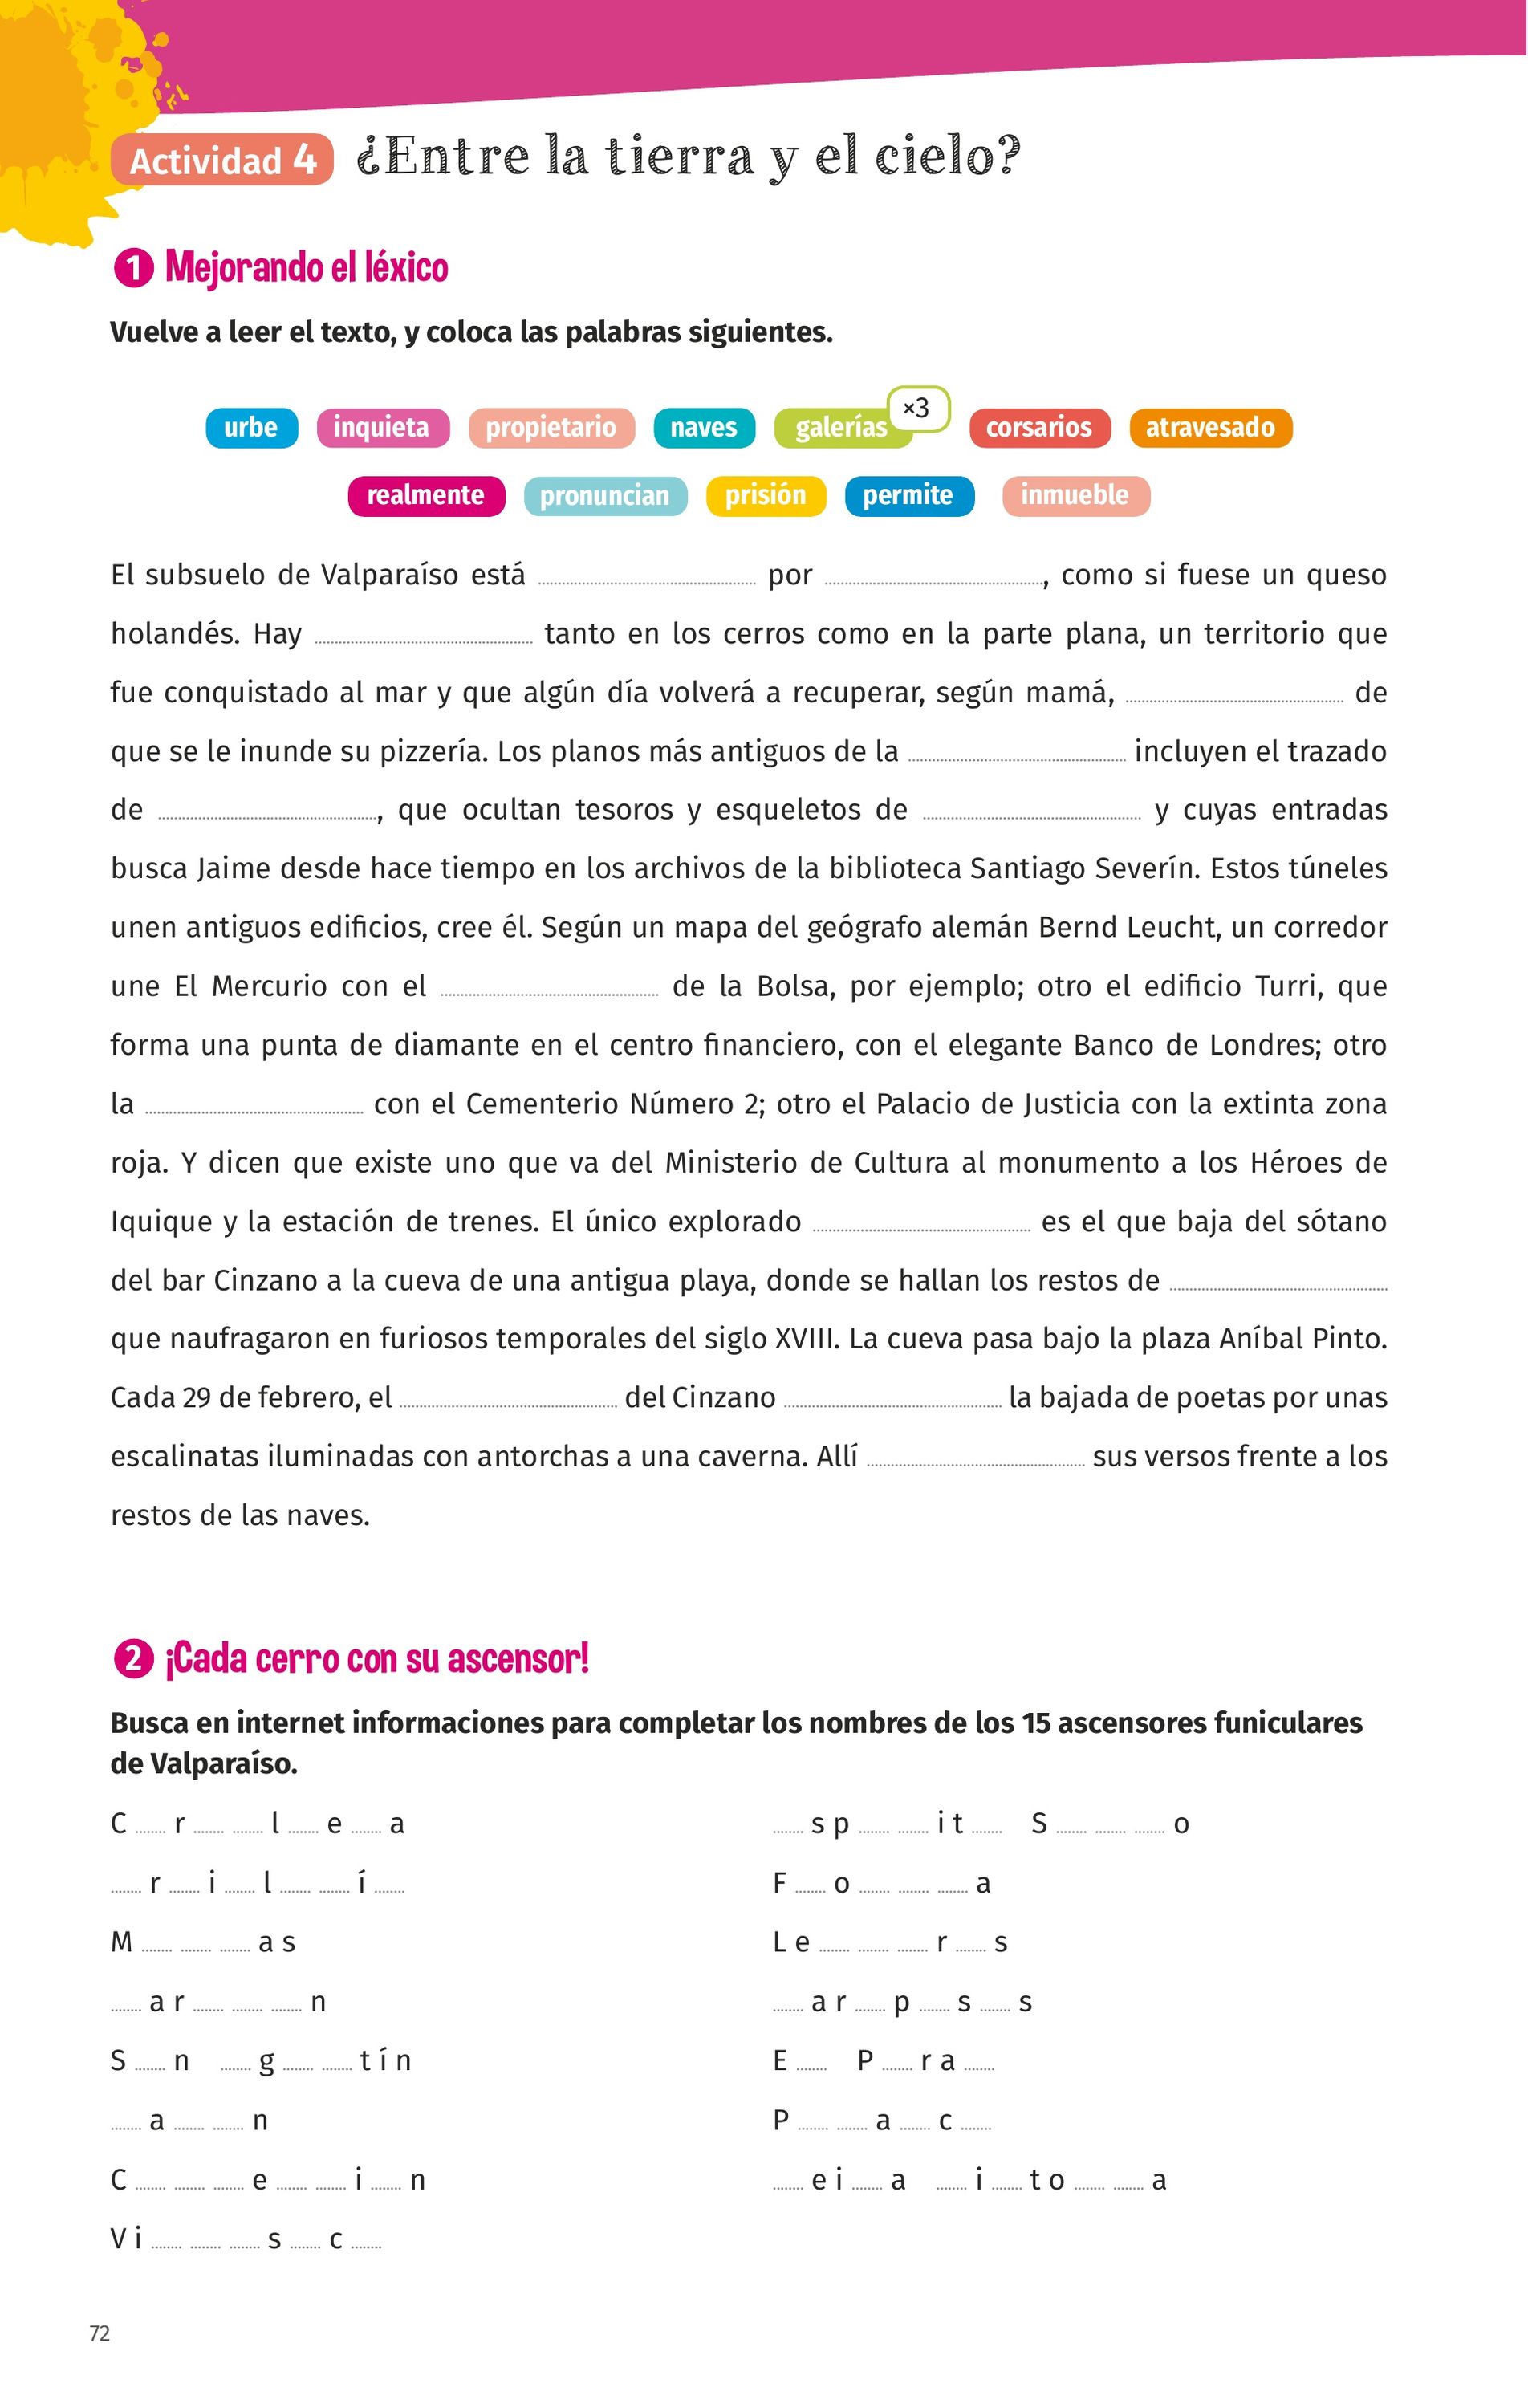 Actividad 4 ¿Entre la tierra y el cielo?
1 Mejorando el léxico
Vuelve a leer el texto, y coloca las palabras siguientes.
urbe inquieta propietario naves galerías ×3 corsarios atravesado
realmente pronuncian prisión permite inmueble
El subsuelo de Valparaíso está .......... por .........., como si fuese un queso
holandés. Hay .......... tanto en los cerros como en la parte plana, un territorio que
fue conquistado al mar y que algún día volverá a recuperar, según mamá, .......... de
que se le inunde su pizzería. Los planos más antiguos de la .......... incluyen el trazado
de .........., que ocultan tesoros y esqueletos de .......... y cuyas entradas
busca Jaime desde hace tiempo en los archivos de la biblioteca Santiago Severín. Estos túneles
unen antiguos edificios, cree él. Según un mapa del geógrafo alemán Bernd Leucht, un corredor
une El Mercurio con el .......... de la Bolsa, por ejemplo; otro el edificio Turri, que
forma una punta de diamante en el centro financiero, con el elegante Banco de Londres; otro
la .......... con el Cementerio Número 2; otro el Palacio de Justicia con la extinta zona
roja. Y dicen que existe uno que va del Ministerio de Cultura al monumento a los Héroes de
Iquique y la estación de trenes. El único explorado .......... es el que baja del sótano
del bar Cinzano a la cueva de una antigua playa, donde se hallan los restos de ..........
que naufragaron en furiosos temporales del siglo XVIII. La cueva pasa bajo la plaza Aníbal Pinto.
Cada 29 de febrero, el .......... del Cinzano .......... la bajada de poetas por unas
escalinatas iluminadas con antorchas a una caverna. Allí .......... sus versos frente a los
restos de las naves.
2 ¡Cada cerro con su ascensor!
Busca en internet informaciones para completar los nombres de los 15 ascensores funiculares
de Valparaíso.
C ..... r ..... ..... l ..... e ..... a
..... r ..... i ..... l ..... ..... í .....
M ..... ..... ..... a s
..... a r ..... ..... ..... n
S ..... n ..... g ..... ..... t í n
..... a ..... ..... n
C ..... ..... ..... e ..... ..... i ..... n
V i ..... ..... ..... s ..... c .....
..... s p ..... ..... i t ..... S ..... ..... ..... o
F ..... o ..... ..... ..... a
L e ..... ..... ..... r ..... s
..... a r ..... p ..... s ..... s
E ..... P ..... r a .....
P ..... ..... a ..... c .....
..... e i ..... a ..... i ..... t o ..... ..... a
72